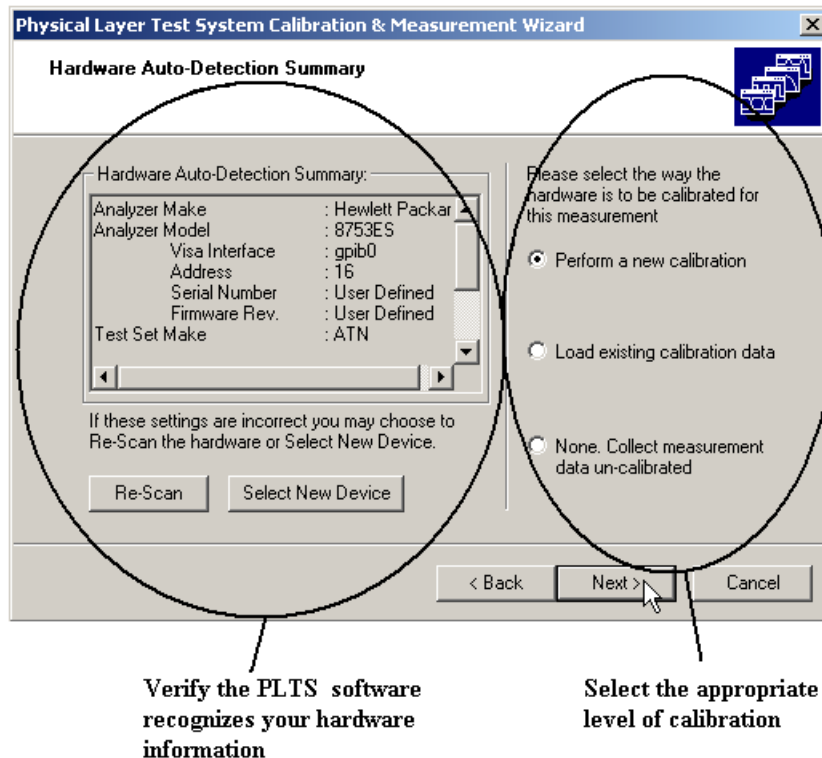 Physical Layer Test System Calibration & Measurement Wizard
Hardware Auto-Detection Summary
Hardware Auto-Detection Summary:
Analyzer Make : Hewlett Packar
Analyzer Model : 8753ES
Visa Interface : gpib0
Address : 16
Serial Number : User Defined
Firmware Rev. : User Defined
Test Set Make : ATN
If these settings are incorrect you may choose to
Re-Scan the hardware or Select New Device.
Re-Scan
Select New Device
Please select the way the
hardware is to be calibrated for
this measurement
Perform a new calibration
Load existing calibration data
None. Collect measurement
data un-calibrated
< Back
Next >
Cancel
Verify the PLTS software
recognizes your hardware
information
Select the appropriate
level of calibration